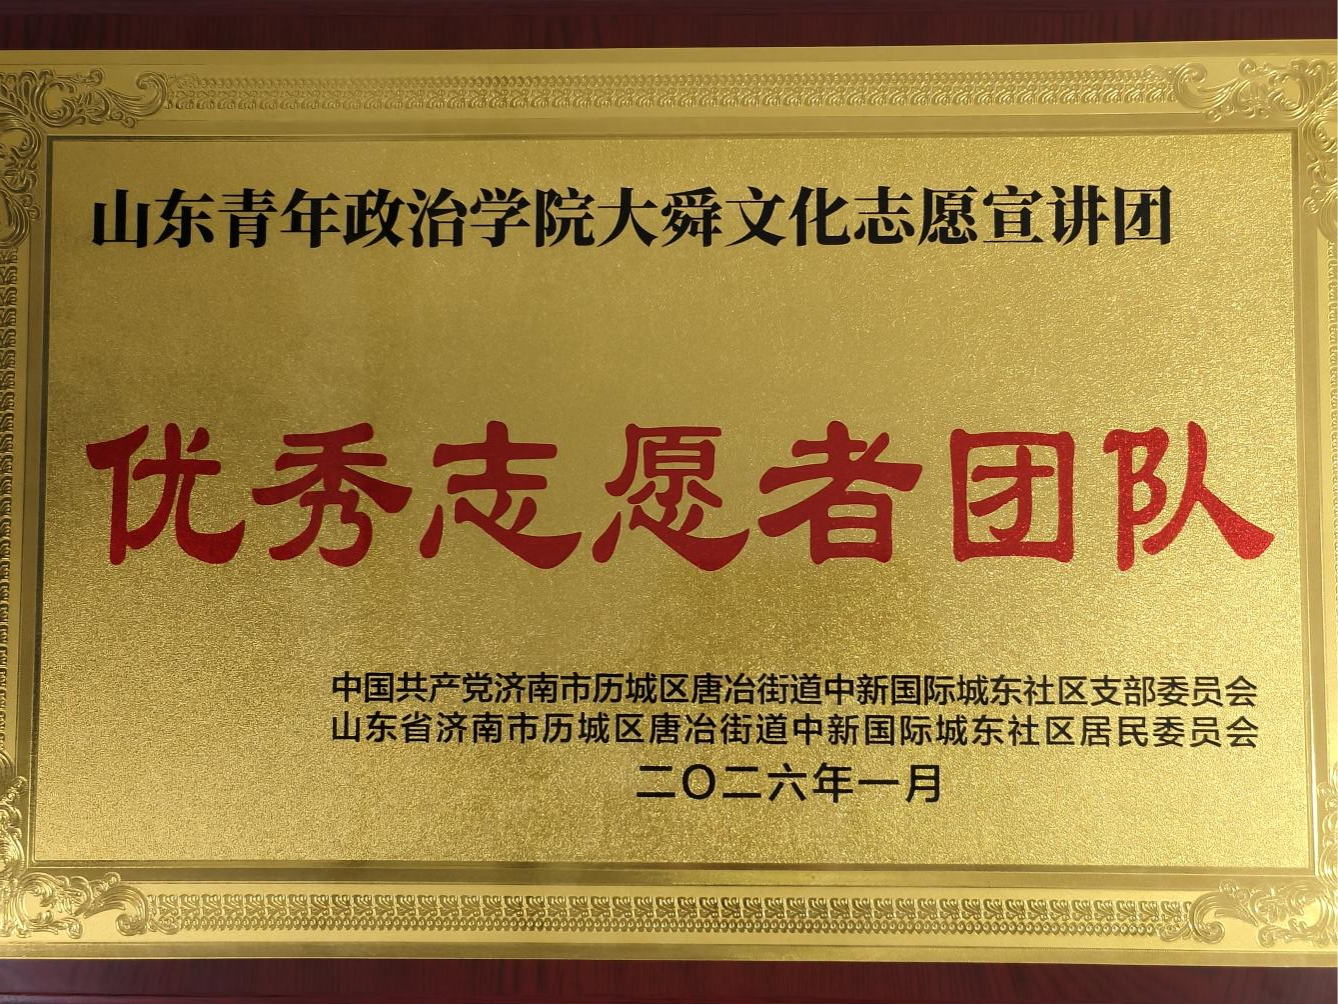 山东青年政治学院大舜文化志愿宣讲团
优秀志愿者团队
中国共产党济南市历城区唐冶街道中新国际城东社区支部委员会
山东省济南市历城区唐冶街道中新国际城东社区居民委员会
二〇二六年一月